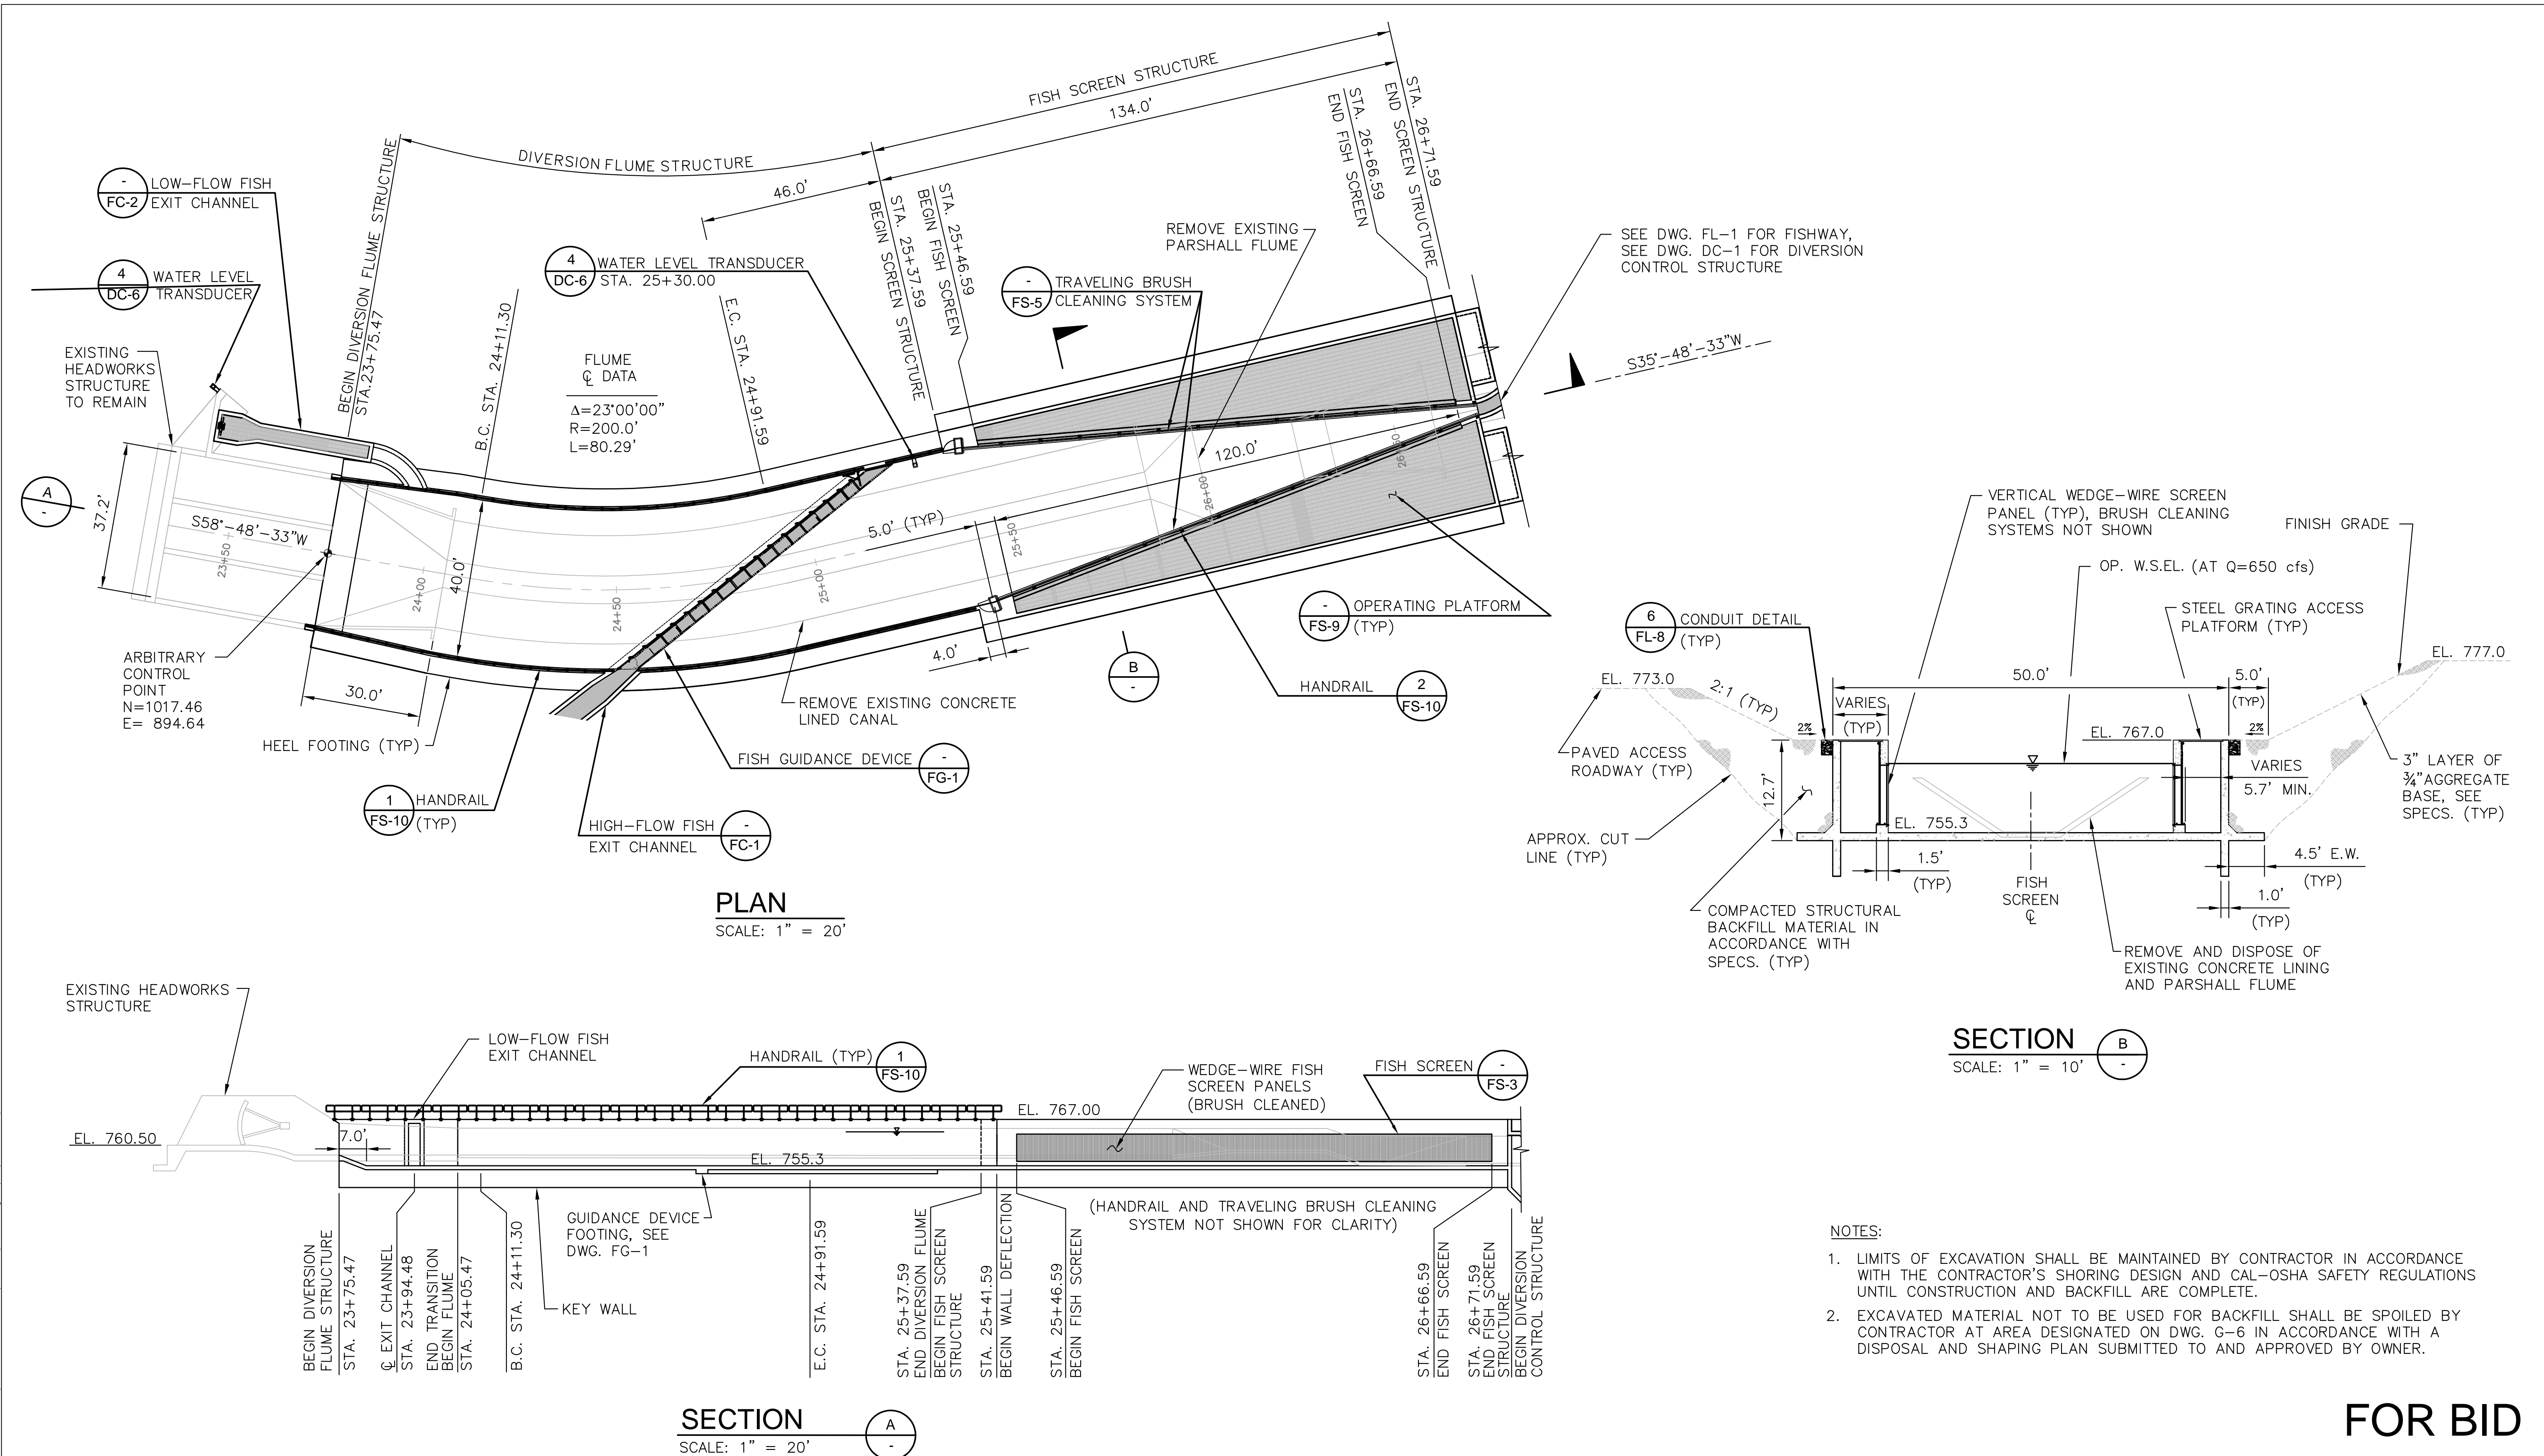 FISH SCREEN STRUCTURE
134.0'
DIVERSION FLUME STRUCTURE
46.0'
-
FC-2
LOW-FLOW FISH
EXIT CHANNEL
4
DC-6
WATER LEVEL
TRANSDUCER
BEGIN DIVERSION FLUME STRUCTURE
STA.23+75.47
B.C. STA. 24+11.30
4
DC-6
WATER LEVEL TRANSDUCER
STA. 25+30.00
E.C. STA. 24+91.59
STA. 25+37.59
BEGIN SCREEN STRUCTURE
STA. 25+46.59
BEGIN FISH SCREEN
-
FS-5
TRAVELING BRUSH
CLEANING SYSTEM
REMOVE EXISTING
PARSHALL FLUME
STA. 26+66.59
END FISH SCREEN
STA. 26+71.59
END SCREEN STRUCTURE
SEE DWG. FL-1 FOR FISHWAY,
SEE DWG. DC-1 FOR DIVERSION
CONTROL STRUCTURE
S35°-48'-33"W
EXISTING
HEADWORKS
STRUCTURE
TO REMAIN
FLUME
℄ DATA
Δ=23°00'00"
R=200.0'
L=80.29'
A
-
37.2'
S58°-48'-33"W
23+50
24+00
40.0'
24+50
25+00
5.0' (TYP)
25+50
26+00
26+50
120.0'
ARBITRARY
CONTROL
POINT
N=1017.46
E= 894.64
30.0'
HEEL FOOTING (TYP)
1
FS-10
HANDRAIL
(TYP)
HIGH-FLOW FISH
EXIT CHANNEL
-
FC-1
FISH GUIDANCE DEVICE
-
FG-1
REMOVE EXISTING CONCRETE
LINED CANAL
4.0'
B
-
HANDRAIL
2
FS-10
-
FS-9
OPERATING PLATFORM
(TYP)
PLAN
SCALE: 1" = 20'
VERTICAL WEDGE-WIRE SCREEN
PANEL (TYP), BRUSH CLEANING
SYSTEMS NOT SHOWN
FINISH GRADE
OP. W.S.EL. (AT Q=650 cfs)
STEEL GRATING ACCESS
PLATFORM (TYP)
6
FL-8
CONDUIT DETAIL
(TYP)
EL. 777.0
EL. 773.0
2:1 (TYP)
50.0'
5.0'
(TYP)
VARIES
(TYP)
2%
EL. 767.0
2%
PAVED ACCESS
ROADWAY (TYP)
12.7'
VARIES
5.7' MIN.
3" LAYER OF
¾"AGGREGATE
BASE, SEE
SPECS. (TYP)
EL. 755.3
APPROX. CUT
LINE (TYP)
1.5'
(TYP)
FISH
SCREEN
℄
4.5' E.W.
(TYP)
1.0'
(TYP)
COMPACTED STRUCTURAL
BACKFILL MATERIAL IN
ACCORDANCE WITH
SPECS. (TYP)
REMOVE AND DISPOSE OF
EXISTING CONCRETE LINING
AND PARSHALL FLUME
SECTION
B
-
SCALE: 1" = 10'
EXISTING HEADWORKS
STRUCTURE
LOW-FLOW FISH
EXIT CHANNEL
HANDRAIL (TYP)
1
FS-10
WEDGE-WIRE FISH
SCREEN PANELS
(BRUSH CLEANED)
FISH SCREEN
-
FS-3
EL. 767.00
EL. 760.50
7.0'
EL. 755.3
(HANDRAIL AND TRAVELING BRUSH CLEANING
SYSTEM NOT SHOWN FOR CLARITY)
GUIDANCE DEVICE
FOOTING, SEE
DWG. FG-1
KEY WALL
BEGIN DIVERSION
FLUME STRUCTURE
STA. 23+75.47
℄ EXIT CHANNEL
STA. 23+94.48
END TRANSITION
BEGIN FLUME
STA. 24+05.47
B.C. STA. 24+11.30
E.C. STA. 24+91.59
STA. 25+37.59
END DIVERSION FLUME
BEGIN FISH SCREEN
STRUCTURE
STA. 25+41.59
BEGIN WALL DEFLECTION
STA. 25+46.59
BEGIN FISH SCREEN
STA. 26+66.59
END FISH SCREEN
STA. 26+71.59
END FISH SCREEN
STRUCTURE
BEGIN DIVERSION
CONTROL STRUCTURE
SECTION
A
-
SCALE: 1" = 20'
NOTES:
1. LIMITS OF EXCAVATION SHALL BE MAINTAINED BY CONTRACTOR IN ACCORDANCE
WITH THE CONTRACTOR'S SHORING DESIGN AND CAL-OSHA SAFETY REGULATIONS
UNTIL CONSTRUCTION AND BACKFILL ARE COMPLETE.
2. EXCAVATED MATERIAL NOT TO BE USED FOR BACKFILL SHALL BE SPOILED BY
CONTRACTOR AT AREA DESIGNATED ON DWG. G-6 IN ACCORDANCE WITH A
DISPOSAL AND SHAPING PLAN SUBMITTED TO AND APPROVED BY OWNER.
FOR BID